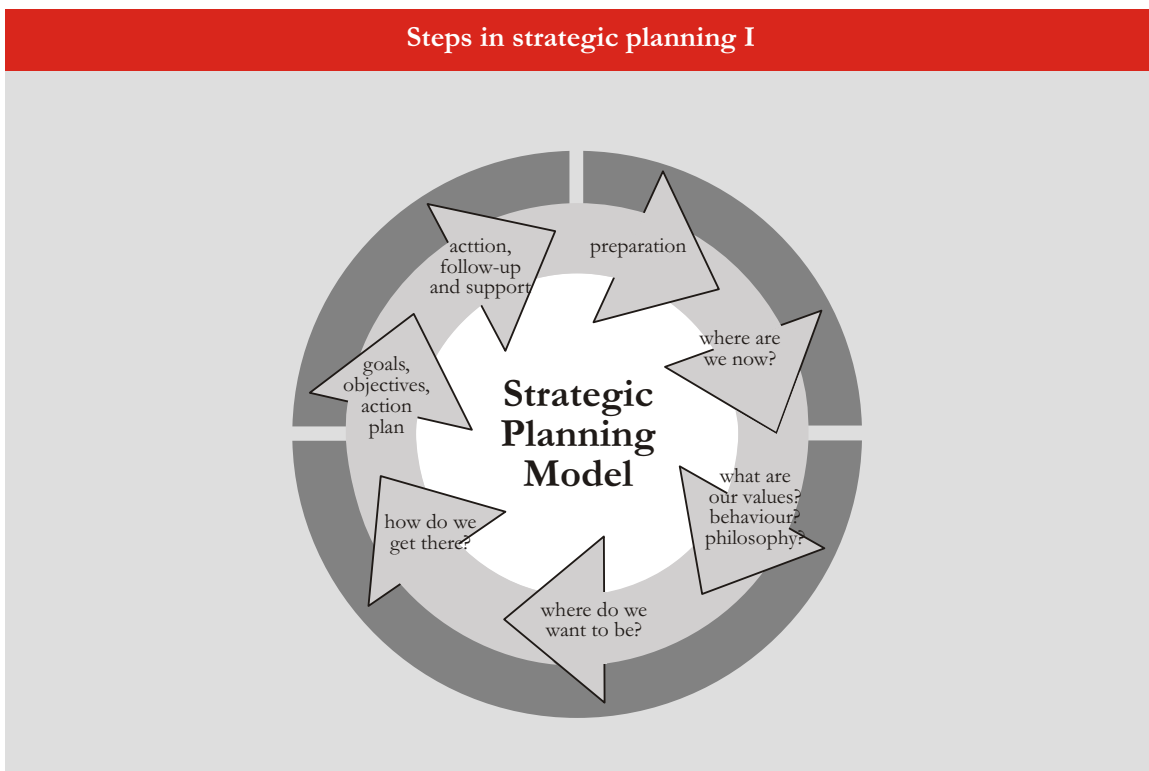 Steps in strategic planning I
preparation
where are
we now?
what are
our values?
behaviour?
philosophy?
where do we
want to be?
how do we
get there?
goals,
objectives,
action
plan
acttion,
follow-up
and support
Strategic
Planning
Model